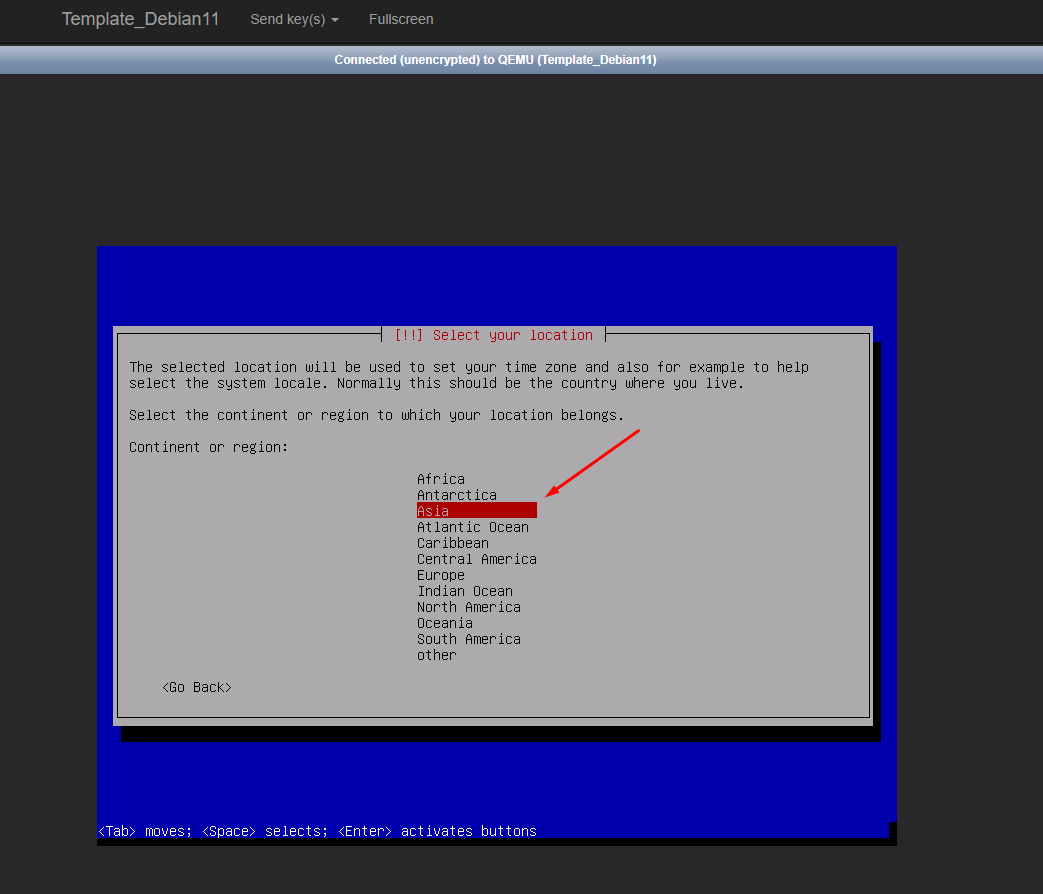 Template_Debian11 Send key(s) Fullscreen
Connected (unencrypted) to QEMU (Template_Debian11)
[!!] Select your location
The selected location will be used to set your time zone and also for example to help
select the system locale. Normally this should be the country where you live.
Select the continent or region to which your location belongs.
Continent or region:
Africa
Antarctica
Asia
Atlantic Ocean
Caribbean
Central America
Europe
Indian Ocean
North America
Oceania
South America
other
<Go Back>
<Tab> moves; <Space> selects; <Enter> activates buttons